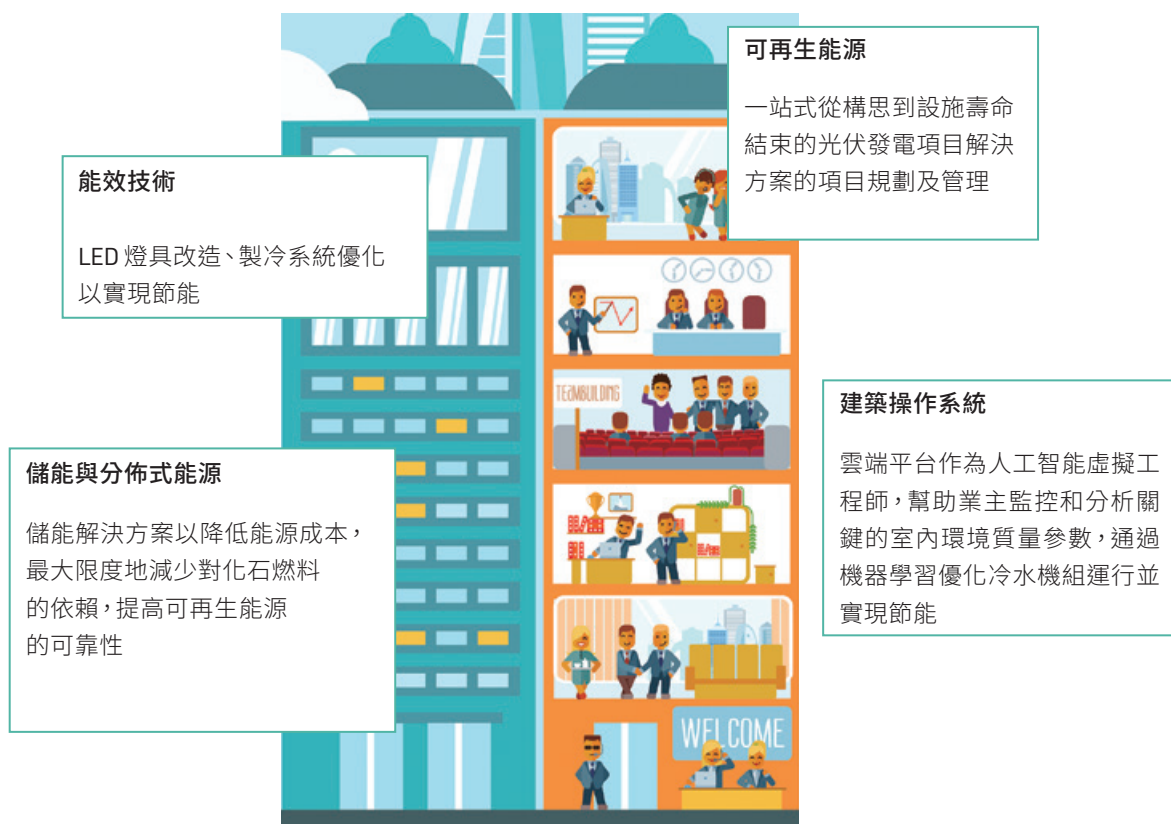 可再生能源
一站式從構思到設施壽命
結束的光伏發電項目解決
方案的項目規劃及管理
能效技術
LED 燈具改造、製冷系統優化
以實現節能
TEAMBUILDING
建築操作系統
雲端平台作為人工智能虛擬工
程師，幫助業主監控和分析關
鍵的室內環境質量參數，通過
機器學習優化冷水機組運行並
實現節能
儲能與分佈式能源
儲能解決方案以降低能源成本，
最大限度地減少對化石燃料
的依賴，提高可再生能源
的可靠性
WELCOME